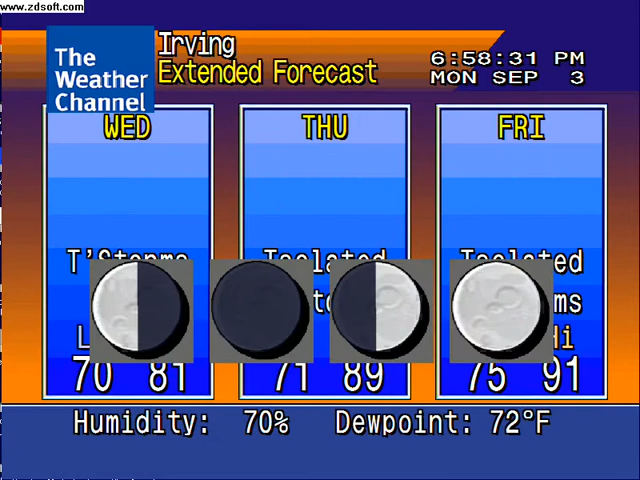 www.zdsoft.com
The
Weather
Channel
Irving
Extended Forecast
6:58:31 PM
MON SEP 3
WED THU FRI
T'Storms Isolated Isolated
Hi
70 81 71 89 75 91
Humidity: 70% Dewpoint: 72°F